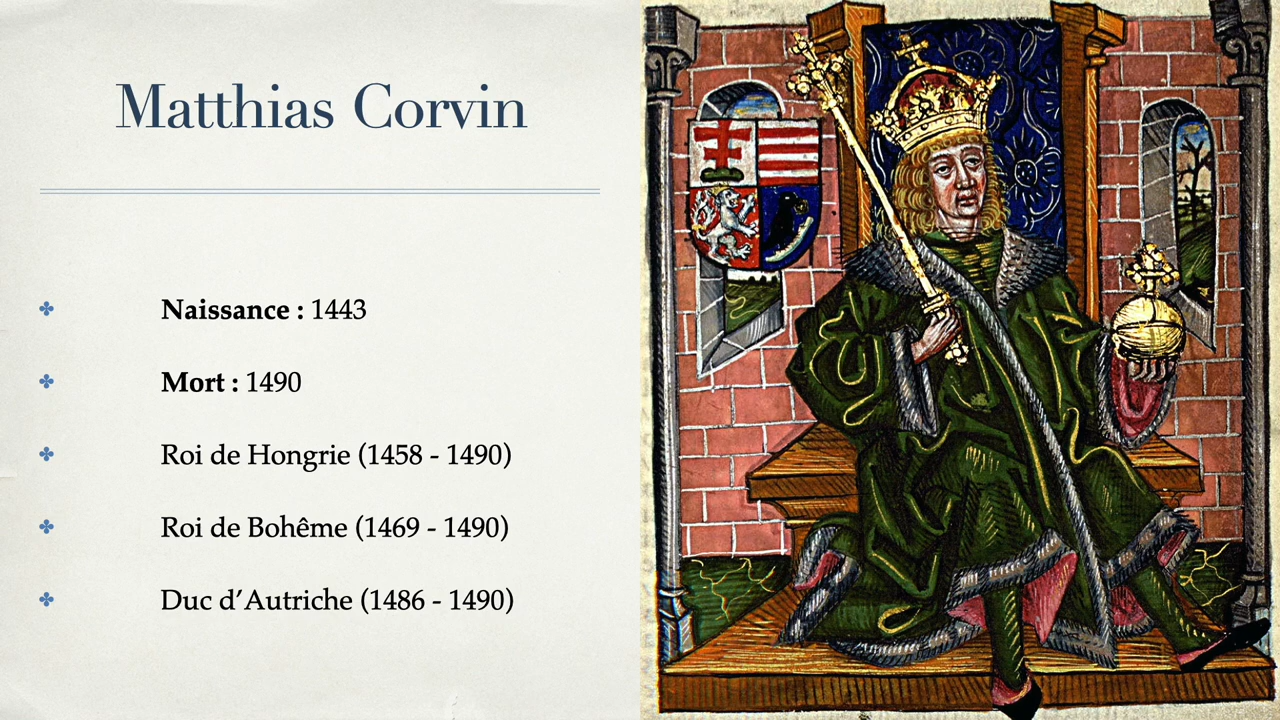 Matthias Corvin
Naissance : 1443
Mort : 1490
Roi de Hongrie (1458 - 1490)
Roi de Bohême (1469 - 1490)
Duc d’Autriche (1486 - 1490)